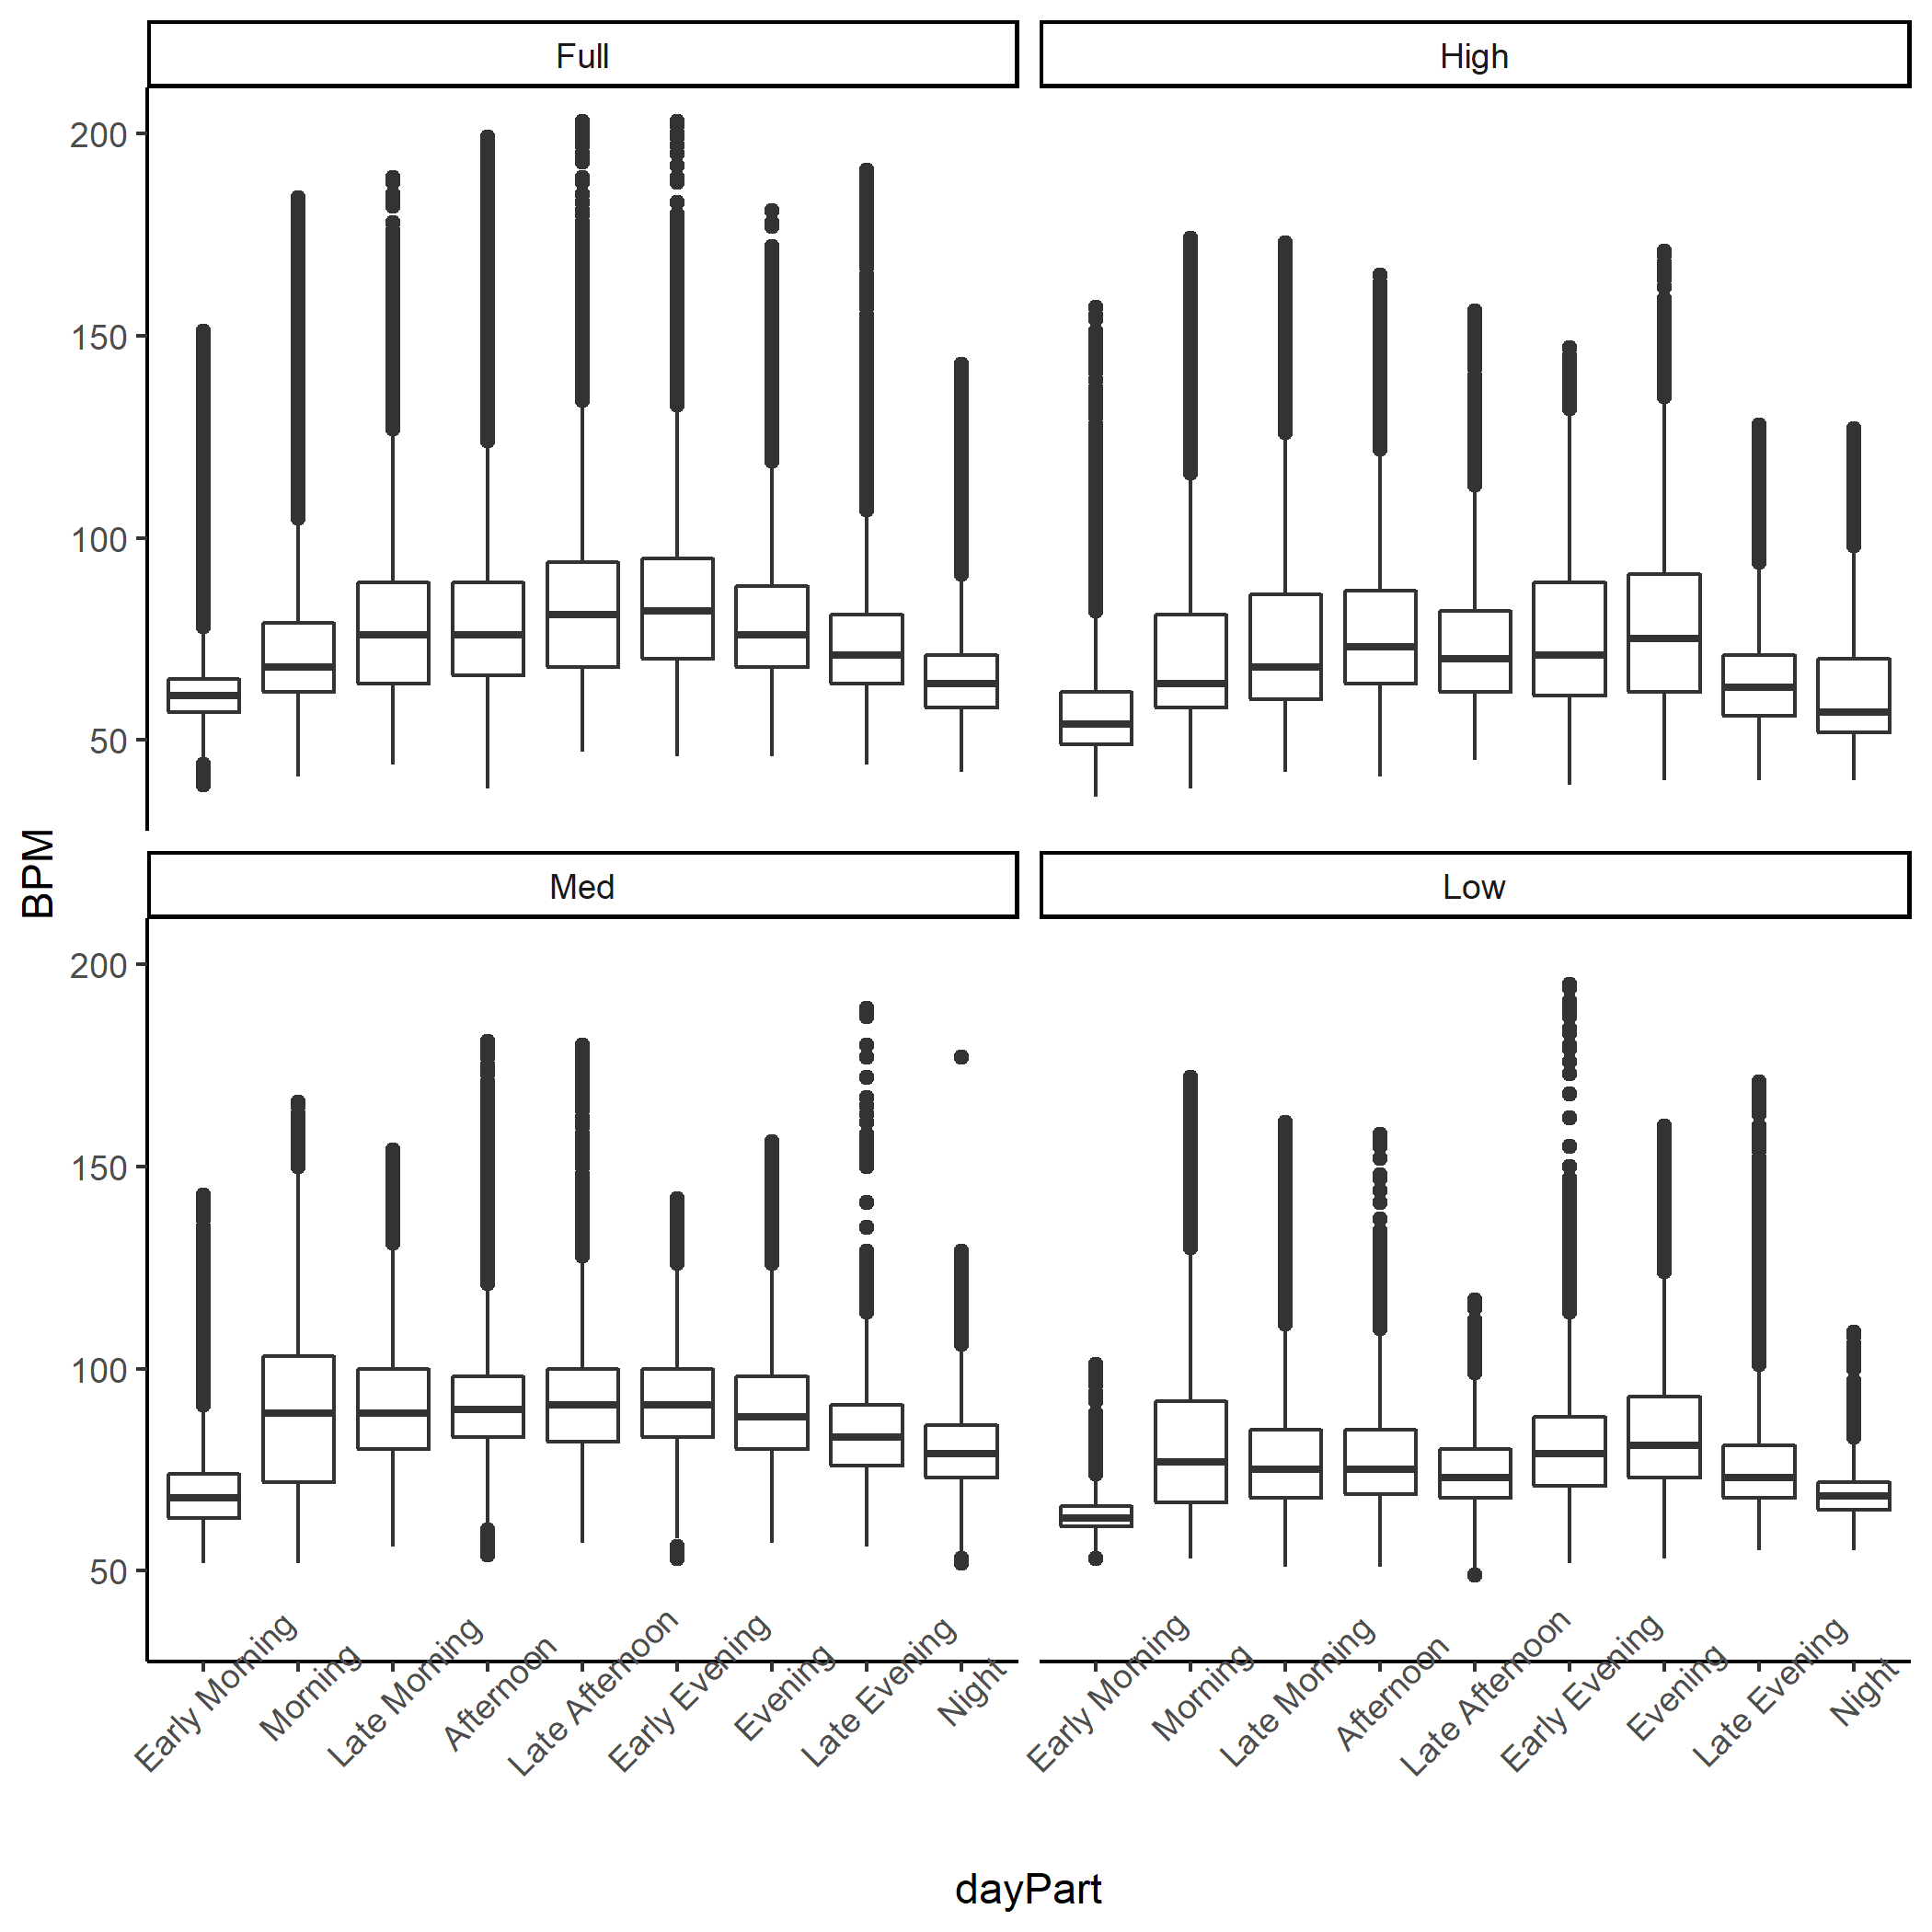 Full
High
200
150
100
50
BPM
Med
Low
200
150
100
50
Early Morning
Morning
Late Morning
Afternoon
Late Afternoon
Early Evening
Evening
Late Evening
Night
Early Morning
Morning
Late Morning
Afternoon
Late Afternoon
Early Evening
Evening
Late Evening
Night
dayPart